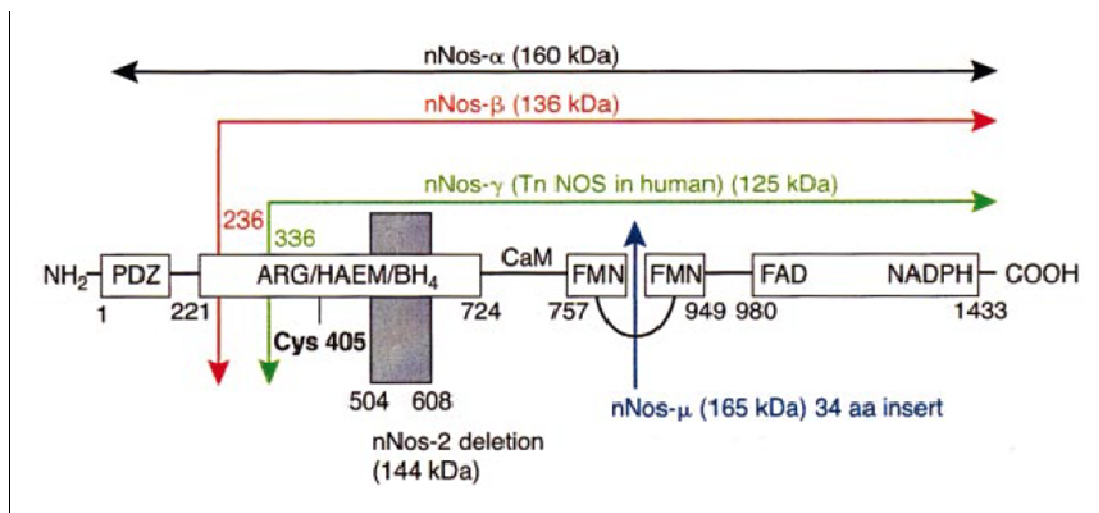 nNos-α (160 kDa)
nNos-β (136 kDa)
nNos-γ (Tn NOS in human) (125 kDa)
236
336
NH2 PDZ ARG/HAEM/BH4 CaM FMN FMN FAD NADPH COOH
1 221 724 757 949 980 1433
Cys 405
504 608
nNos-μ (165 kDa) 34 aa insert
nNos-2 deletion
(144 kDa)